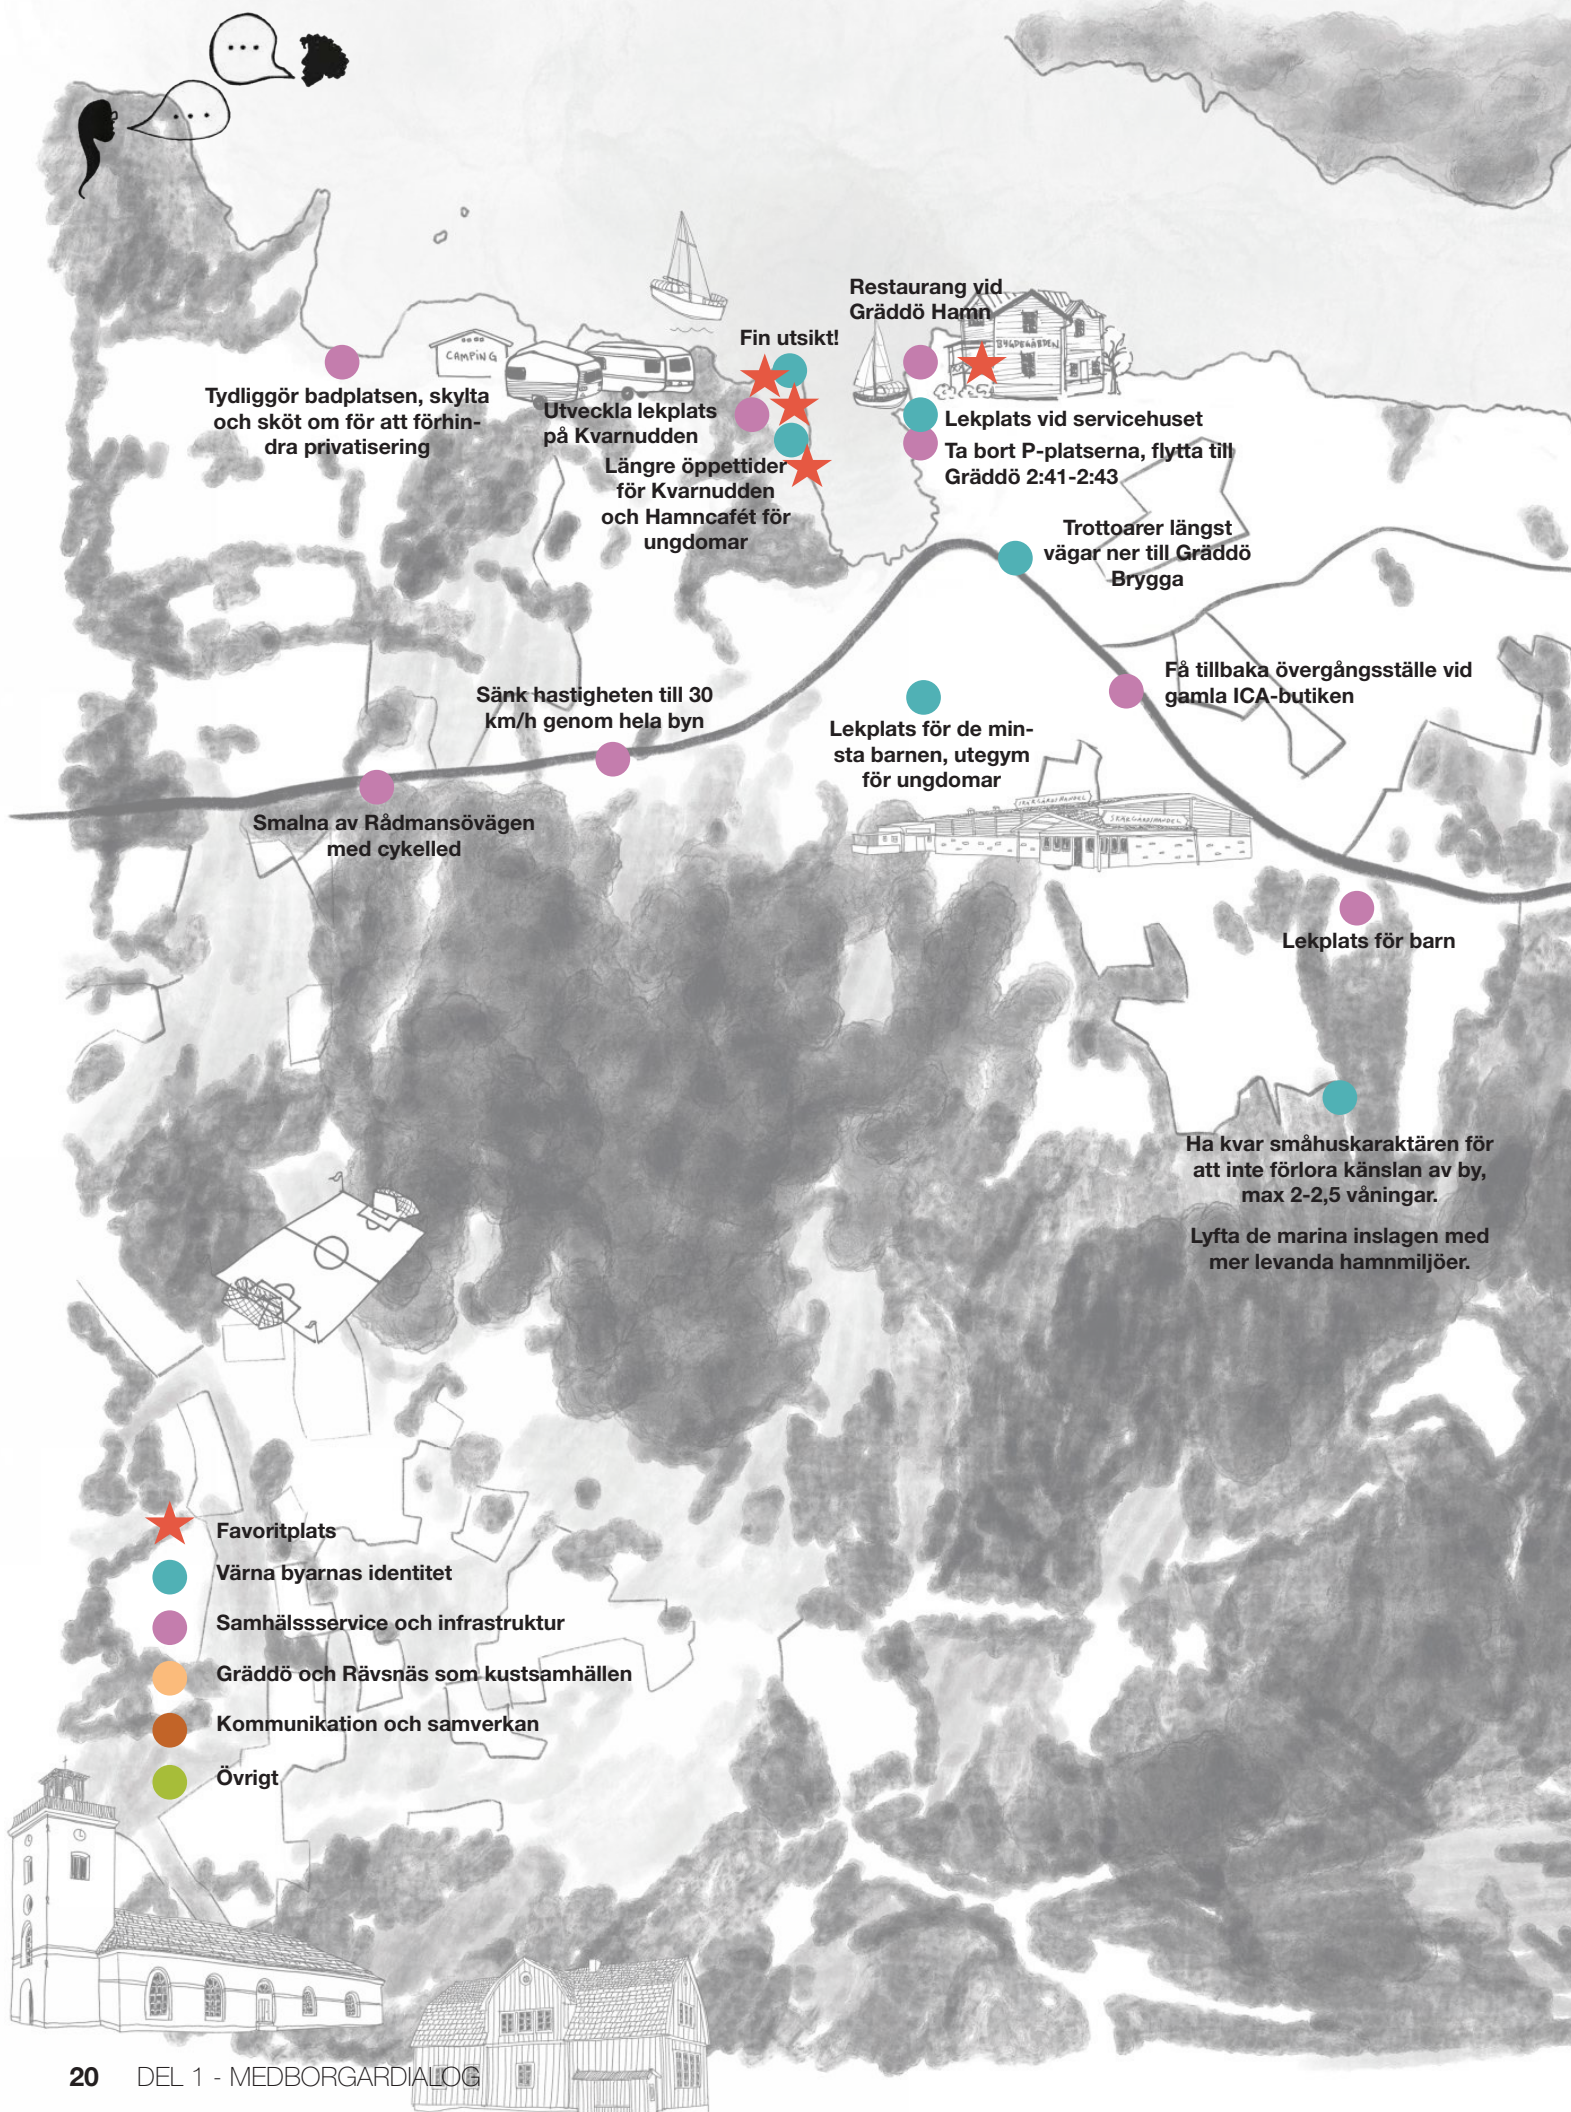 ...
...
Restaurang vid
Gräddö Hamn
BYGDEGÅRDEN
Fin utsikt!
CAMPING
Tydliggör badplatsen, skylta
och sköt om för att förhin-
dra privatisering
Utveckla lekplats
på Kvarnudden
Lekplats vid servicehuset
Ta bort P-platserna, flytta till
Gräddö 2:41-2:43
Längre öppettider
för Kvarnudden
och Hamncafét för
ungdomar
Trottoarer längst
vägar ner till Gräddö
Brygga
Få tillbaka övergångsställe vid
gamla ICA-butiken
Sänk hastigheten till 30
km/h genom hela byn
Lekplats för de min-
sta barnen, utegym
för ungdomar
SKÄRGÅRDSHANDEL
SKÄRGÅRDSHANDEL
Smalna av Rådmansövägen
med cykelled
Lekplats för barn
Ha kvar småhuskaraktären för
att inte förlora känslan av by,
max 2-2,5 våningar.
Lyfta de marina inslagen med
mer levanda hamnmiljöer.
Favoritplats
Värna byarnas identitet
Samhälssservice och infrastruktur
Gräddö och Rävsnäs som kustsamhällen
Kommunikation och samverkan
Övrigt
20 DEL 1 - MEDBORGARDIALOG